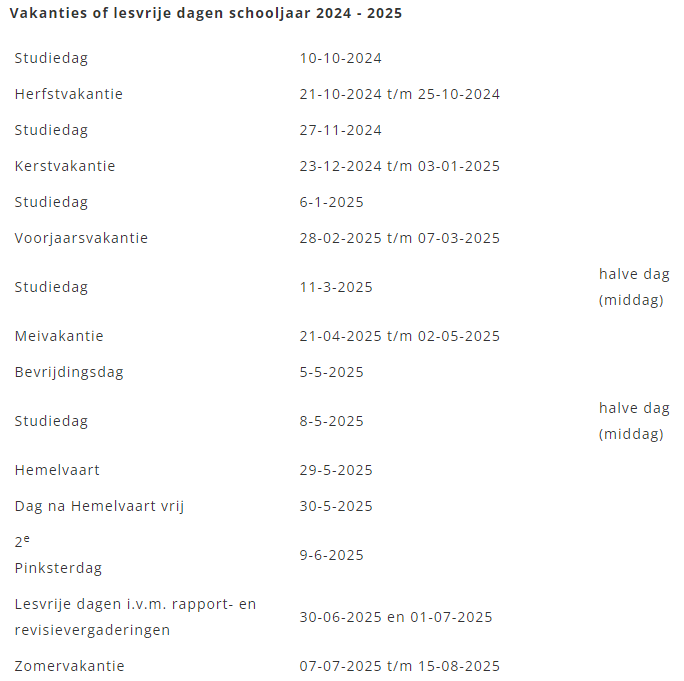 Vakanties of lesvrije dagen schooljaar 2024 - 2025
Studiedag 10-10-2024
Herfstvakantie 21-10-2024 t/m 25-10-2024
Studiedag 27-11-2024
Kerstvakantie 23-12-2024 t/m 03-01-2025
Studiedag 6-1-2025
Voorjaarsvakantie 28-02-2025 t/m 07-03-2025
Studiedag 11-3-2025 halve dag
(middag)
Meivakantie 21-04-2025 t/m 02-05-2025
Bevrijdingsdag 5-5-2025
Studiedag 8-5-2025 halve dag
(middag)
Hemelvaart 29-5-2025
Dag na Hemelvaart vrij 30-5-2025
2e
Pinksterdag 9-6-2025
Lesvrije dagen i.v.m. rapport- en
revisievergaderingen 30-06-2025 en 01-07-2025
Zomervakantie 07-07-2025 t/m 15-08-2025